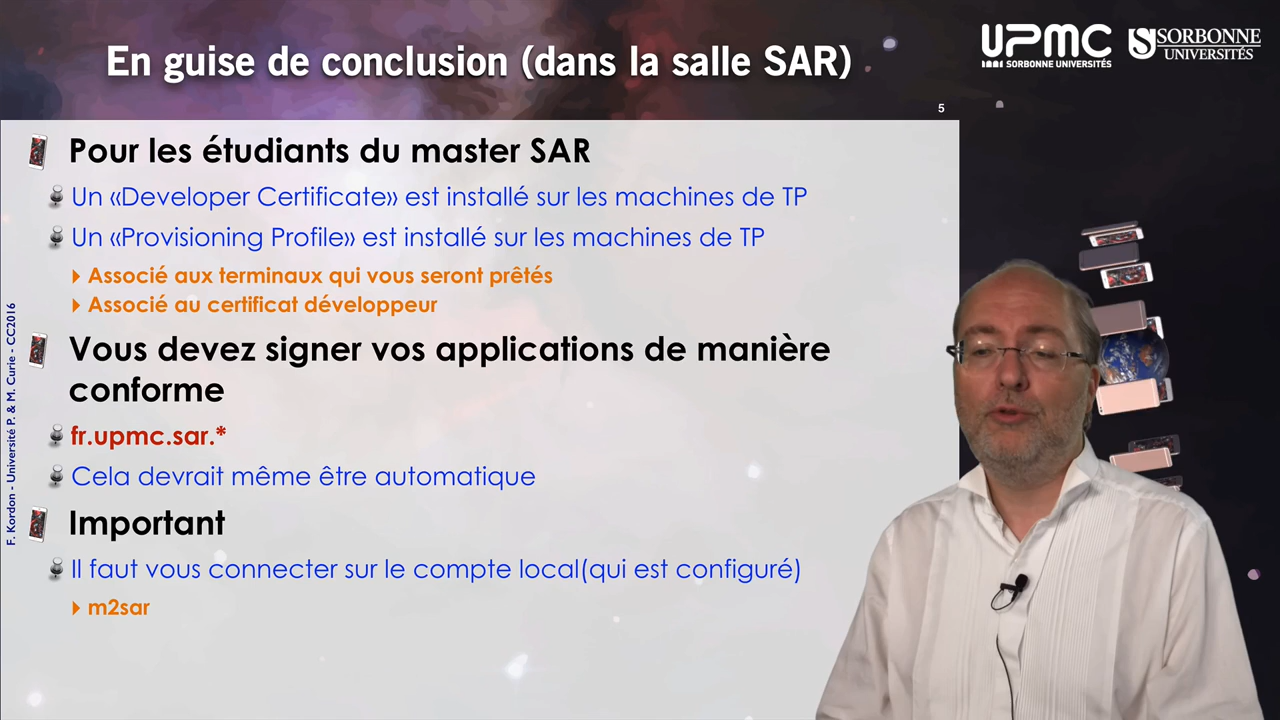 En guise de conclusion (dans la salle SAR)
UPMC
SORBONNE UNIVERSITÉS
SORBONNE
UNIVERSITÉS
5
Pour les étudiants du master SAR
Un «Developer Certificate» est installé sur les machines de TP
Un «Provisioning Profile» est installé sur les machines de TP
Associé aux terminaux qui vous seront prêtés
Associé au certificat développeur
Vous devez signer vos applications de manière
conforme
fr.upmc.sar.*
Cela devrait même être automatique
Important
Il faut vous connecter sur le compte local(qui est configuré)
m2sar
F. Kordon - Université P. & M. Curie - CC2016